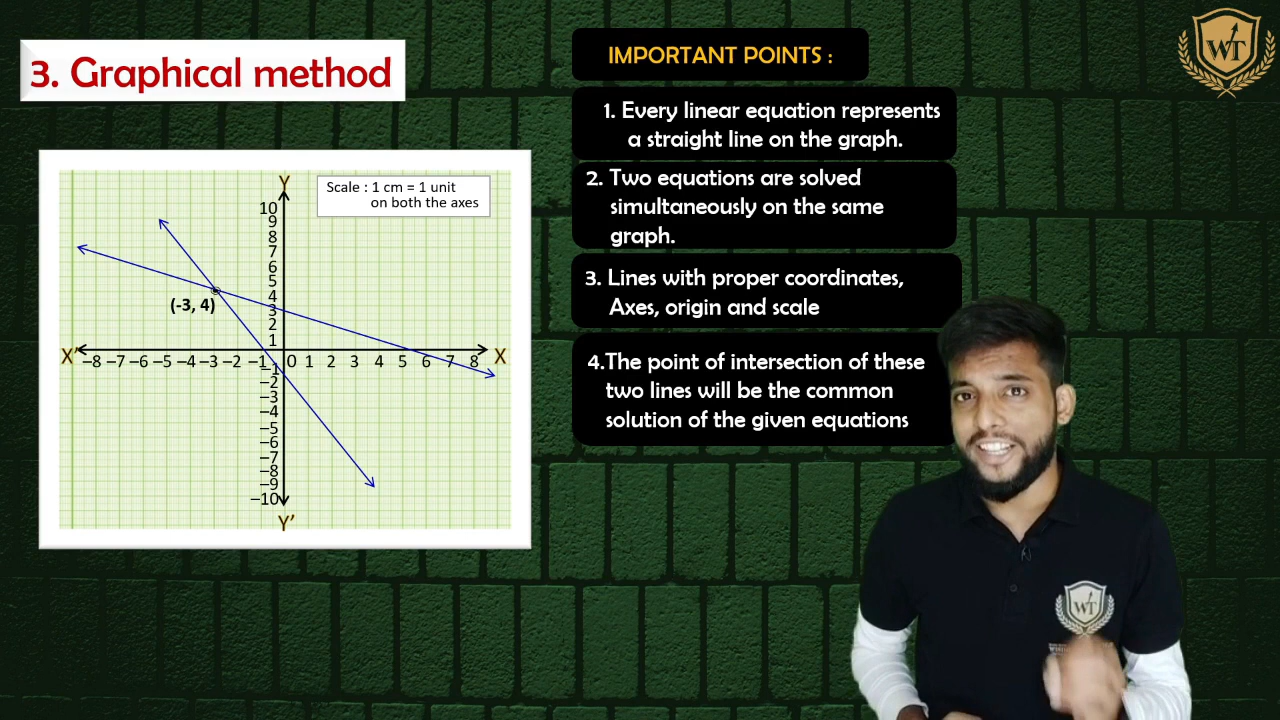 3. Graphical method
IMPORTANT POINTS :
1. Every linear equation represents
a straight line on the graph.
2. Two equations are solved
simultaneously on the same
graph.
3. Lines with proper coordinates,
Axes, origin and scale
4.The point of intersection of these
two lines will be the common
solution of the given equations
Scale : 1 cm = 1 unit
on both the axes
Y
10
9
8
7
6
5
4
3
2
1
(-3, 4)
X’ −8 −7 −6 −5 −4 −3 −2 −1 0 1 2 3 4 5 6 7 8 X
−1
−2
−3
−4
−5
−6
−7
−8
−9
−10
Y’
WT
WT